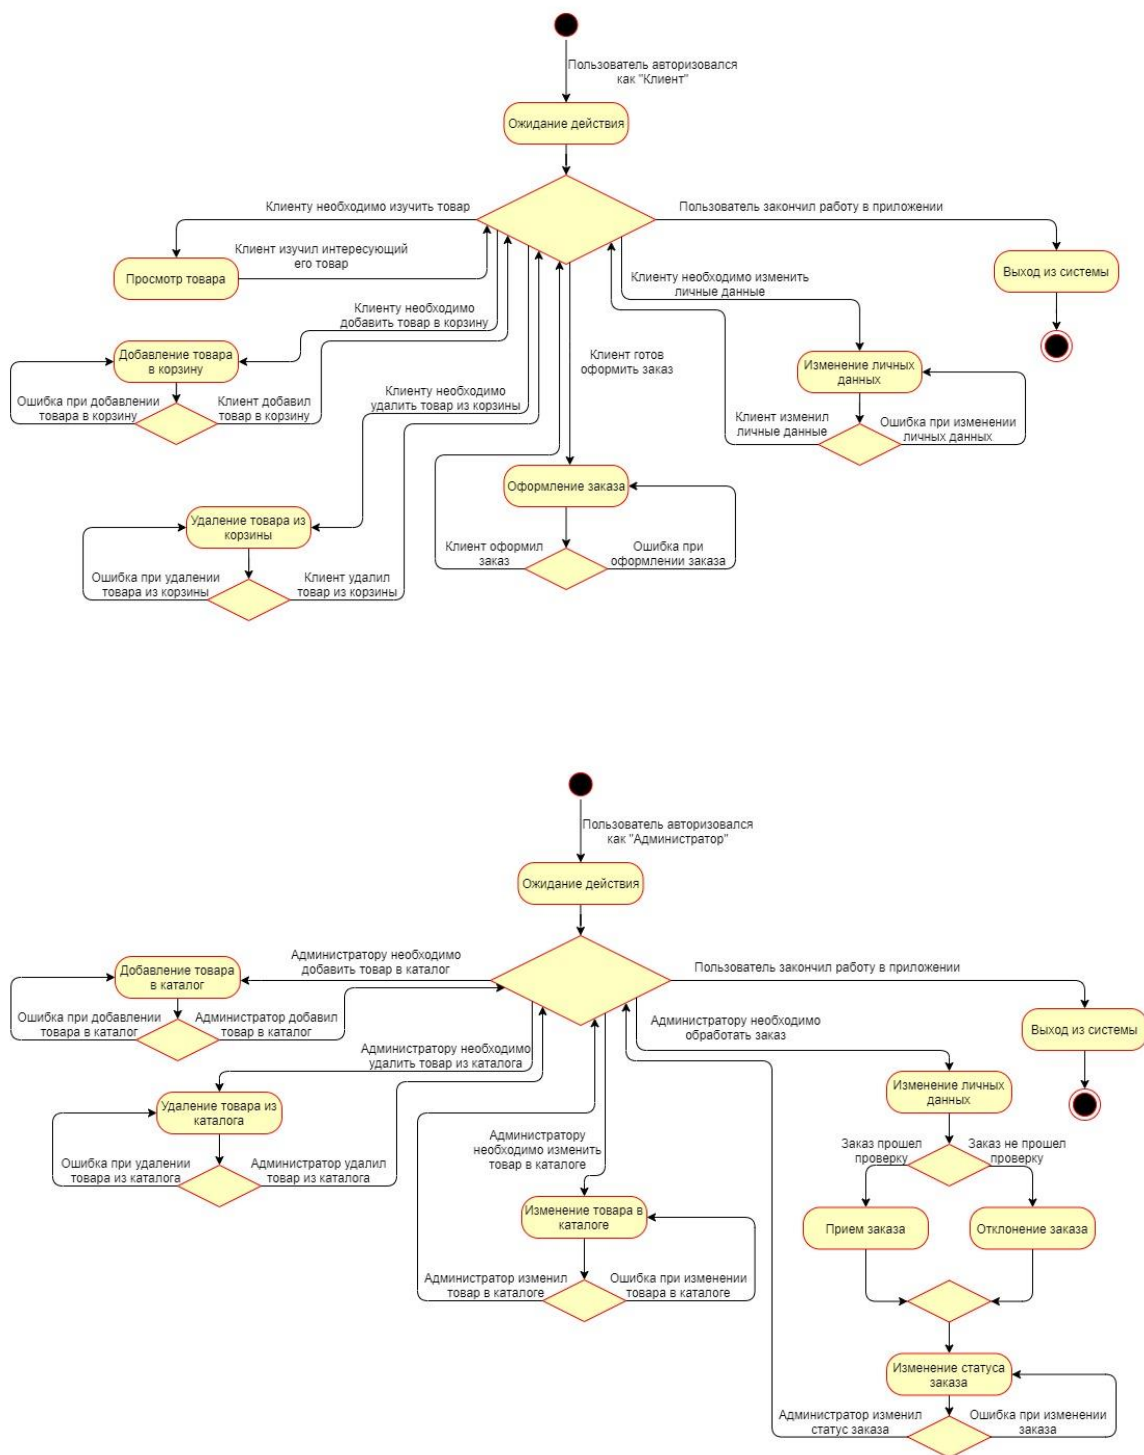 Пользователь авторизовался
как "Клиент"
Ожидание действия
Клиенту необходимо изучить товар
Пользователь закончил работу в приложении
Клиент изучил интересующий
его товар
Просмотр товара
Выход из системы
Клиенту необходимо изменить
личные данные
Клиенту необходимо
добавить товар в корзину
Добавление товара
в корзину
Клиент готов
оформить заказ
Изменение личных
данных
Ошибка при добавлении
товара в корзину
Клиент добавил
товар в корзину
Клиенту необходимо
удалить товар из корзины
Клиент изменил
личные данные
Ошибка при изменении
личных данных
Оформление заказа
Удаление товара из
корзины
Клиент оформил
заказ
Ошибка при
оформлении заказа
Ошибка при удалении
товара из корзины
Клиент удалил
товар из корзины
Пользователь авторизовался
как "Администратор"
Ожидание действия
Администратору необходимо
добавить товар в каталог
Пользователь закончил работу в приложении
Добавление товара
в каталог
Ошибка при добавлении
товара в каталог
Администратор добавил
товар в каталог
Администратору необходимо
обработать заказ
Выход из системы
Администратору необходимо
удалить товар из каталога
Изменение личных
данных
Удаление товара из
каталога
Администратору
необходимо изменить
товар в каталоге
Заказ прошел
проверку
Заказ не прошел
проверку
Ошибка при удалении
товара из каталога
Администратор удалил
товар из каталога
Изменение товара в
каталоге
Прием заказа
Отклонение заказа
Администратор изменил
товар в каталоге
Ошибка при изменении
товара в каталоге
Изменение статуса
заказа
Администратор изменил
статус заказа
Ошибка при изменении
заказа